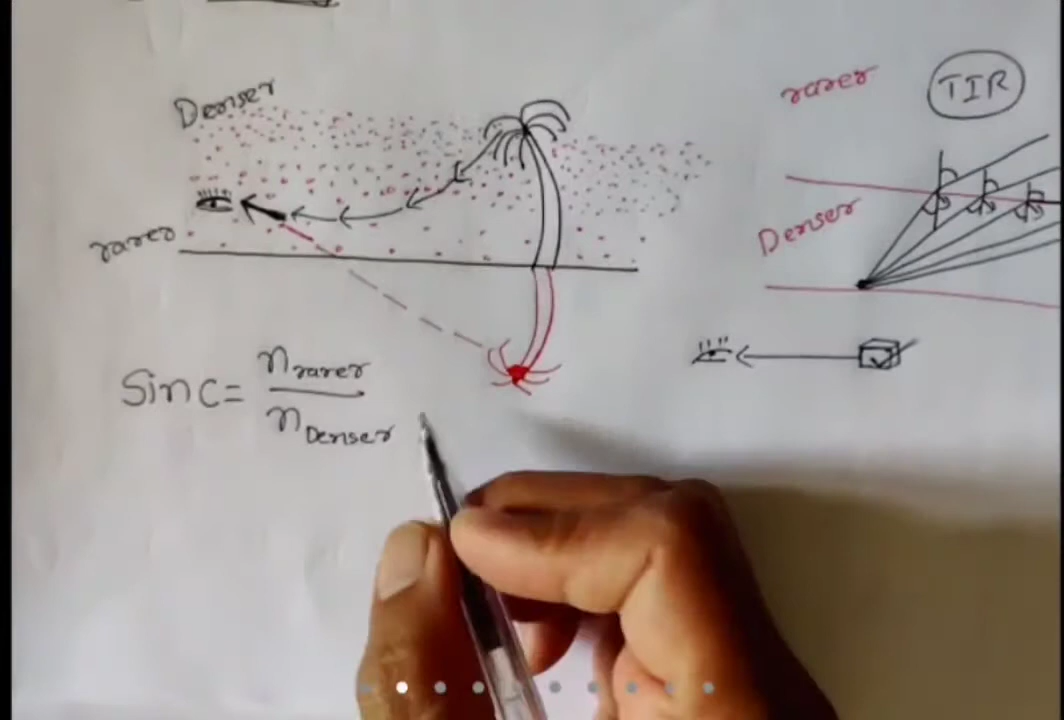 Denser
rarer
Sin C = n rarer / n Denser
rarer
TIR
Denser